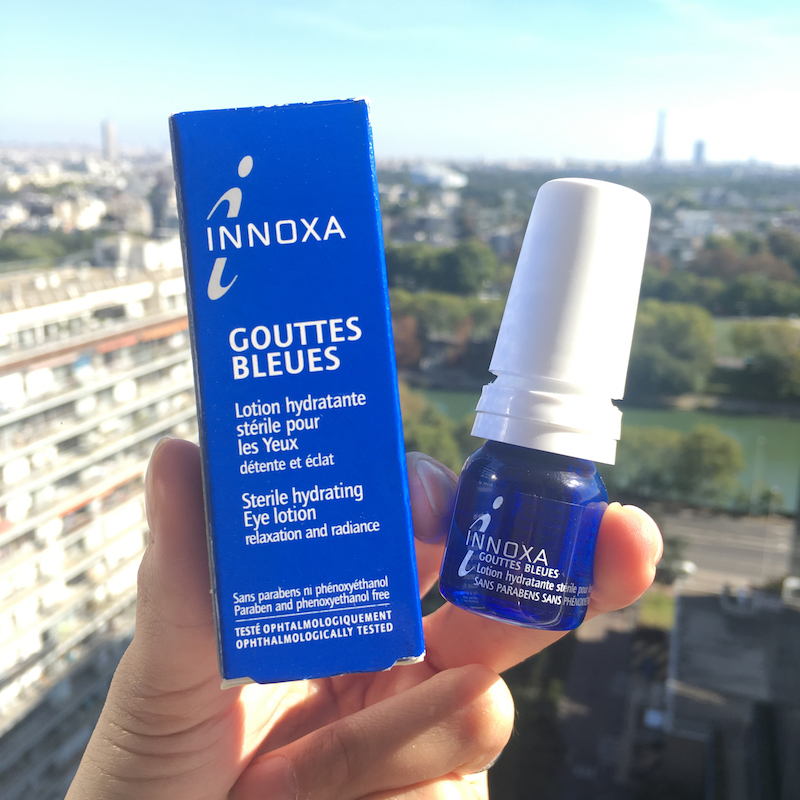 INNOXA
GOUTTES
BLEUES
Lotion hydratante
stérile pour
les Yeux
détente et éclat
Sterile hydrating
Eye lotion
relaxation and radiance
Sans parabens ni phénoxyéthanol
Paraben and phenoxyethanol free
TESTÉ OPHTALMOLOGIQUEMENT
OPHTHALMOLOGICALLY TESTED
INNOXA
GOUTTES BLEUES
Lotion hydratante stérile pour
SANS PARABENS SANS